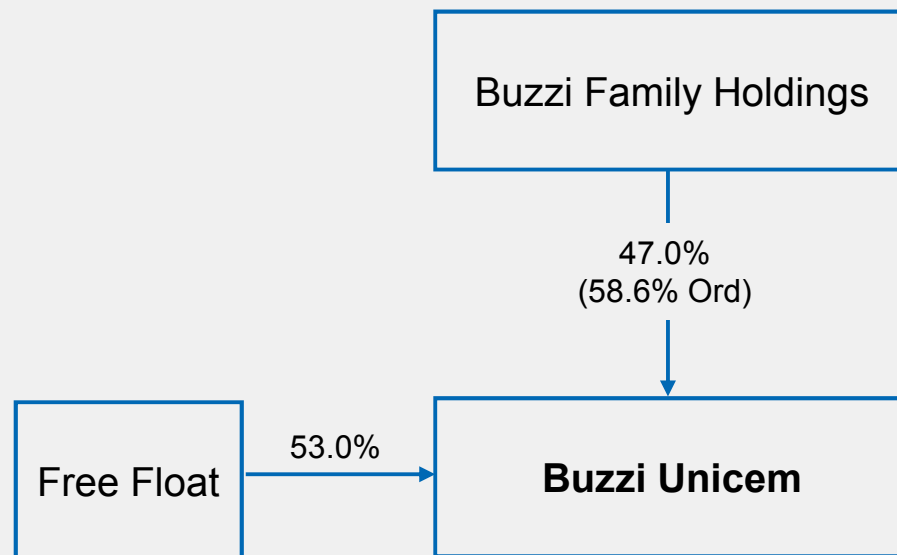 Buzzi Family Holdings
47.0%
(58.6% Ord)
53.0%
Free Float
Buzzi Unicem